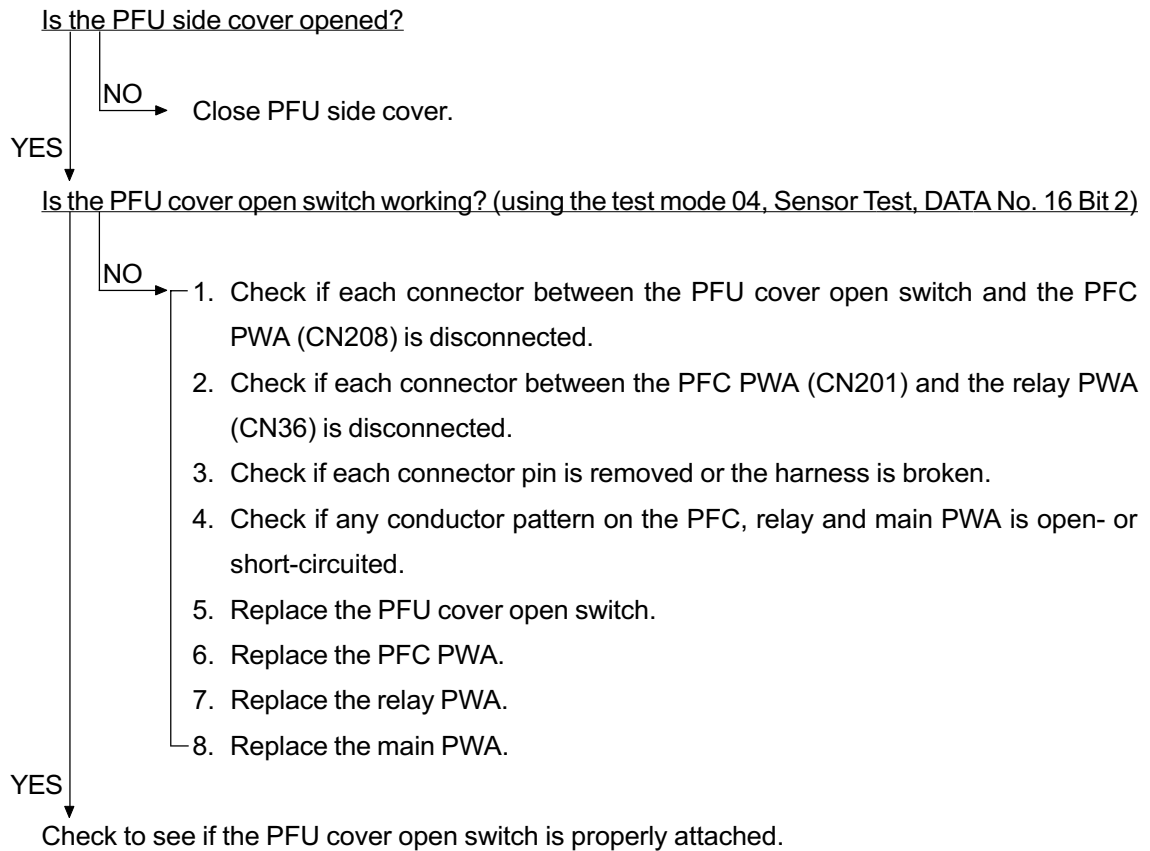 Is the PFU side cover opened?
NO
Close PFU side cover.
YES
Is the PFU cover open switch working? (using the test mode 04, Sensor Test, DATA No. 16 Bit 2)
NO
1. Check if each connector between the PFU cover open switch and the PFC
PWA (CN208) is disconnected.
2. Check if each connector between the PFC PWA (CN201) and the relay PWA
(CN36) is disconnected.
3. Check if each connector pin is removed or the harness is broken.
4. Check if any conductor pattern on the PFC, relay and main PWA is open- or
short-circuited.
5. Replace the PFU cover open switch.
6. Replace the PFC PWA.
7. Replace the relay PWA.
8. Replace the main PWA.
YES
Check to see if the PFU cover open switch is properly attached.